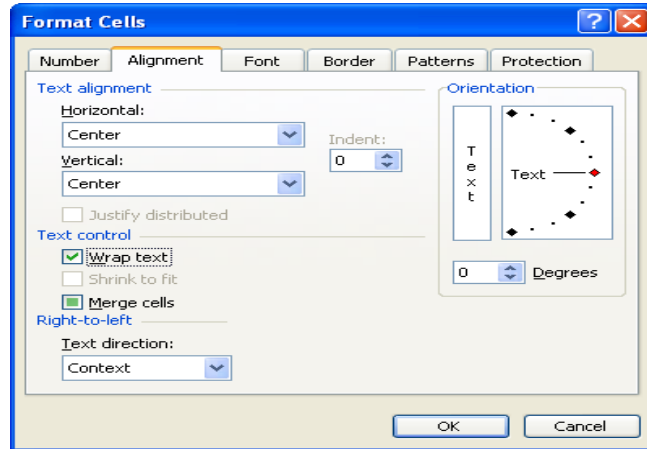 Format Cells
Number Alignment Font Border Patterns Protection
Text alignment
Horizontal:
Center
Indent:
0
Vertical:
Center
Justify distributed
Text control
Wrap text
Shrink to fit
Merge cells
Right-to-left
Text direction:
Context
Orientation
Text
Text
0 Degrees
OK Cancel